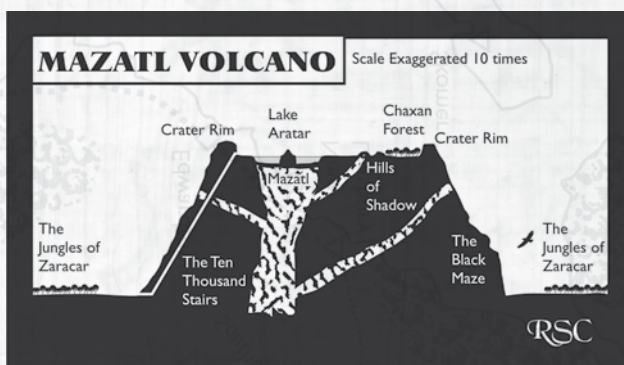 MAZATL VOLCANO
Scale Exaggerated 10 times
Lake
Aratar
Chaxan
Forest
Crater Rim
Crater Rim
Mazatl
Hills
of
Shadow
The
Jungles of
Zaracar
The Ten
Thousand
Stairs
The
Black
Maze
The
Jungles of
Zaracar
RSC